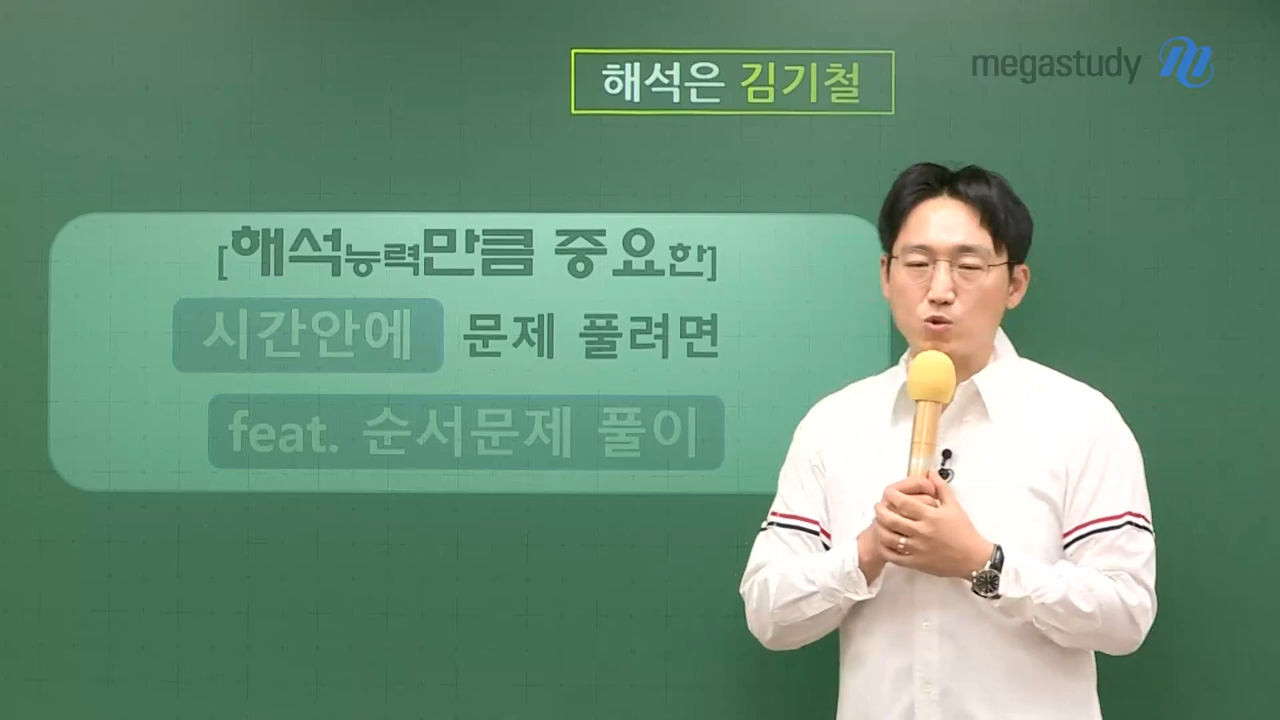 해석은 김기철
megastudy
[해석능력만큼 중요한]
시간안에 문제 풀려면
feat. 순서문제 풀이